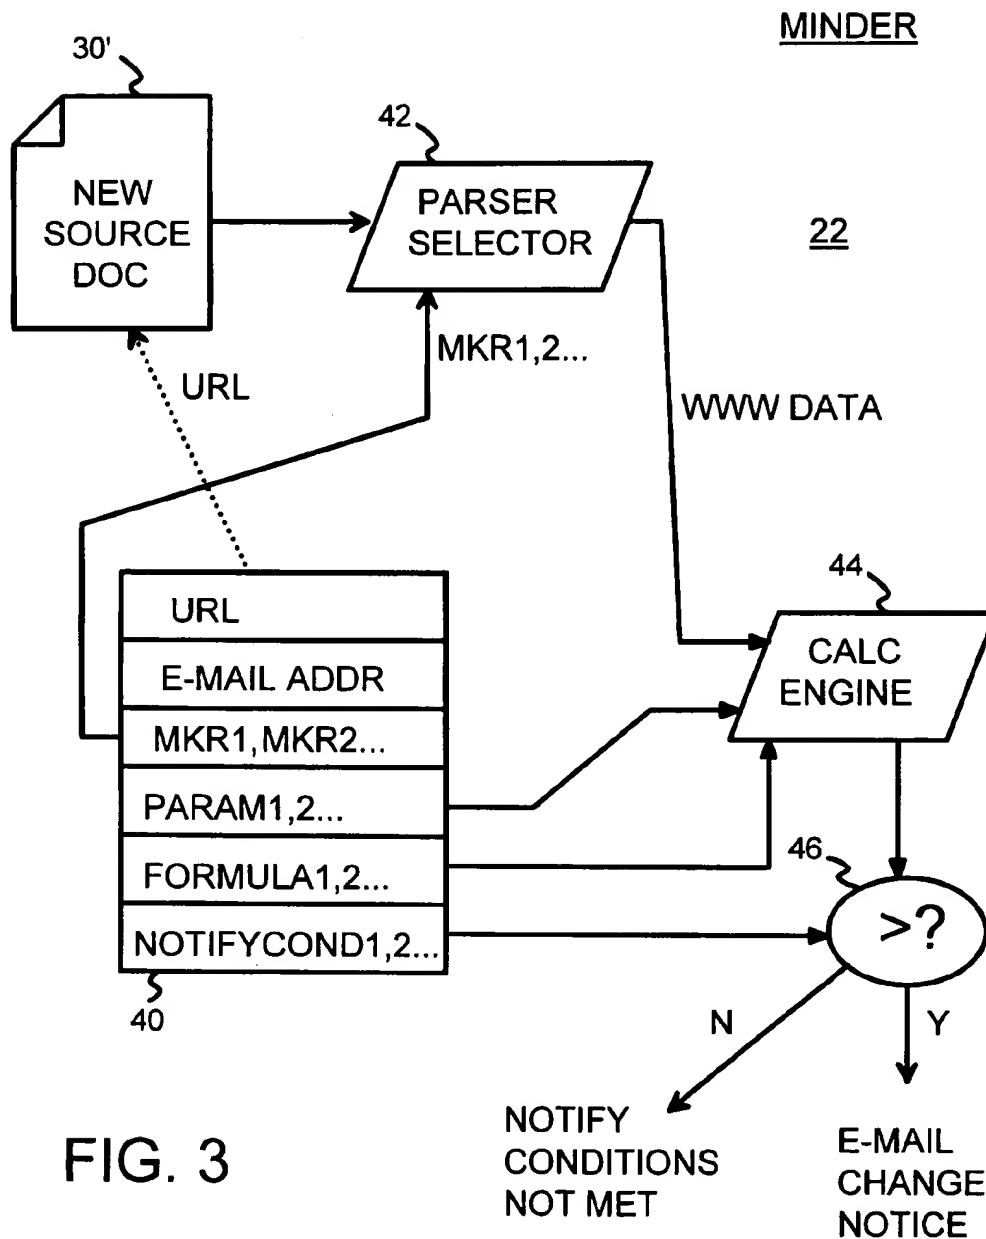 MINDER
30'
42
NEW
SOURCE
DOC
PARSER
SELECTOR
22
MKR1,2...
URL
WWW DATA
44
URL
E-MAIL ADDR
MKR1,MKR2...
PARAM1,2...
FORMULA1,2...
NOTIFYCOND1,2...
40
CALC
ENGINE
46
>?
N
Y
NOTIFY
CONDITIONS
NOT MET
E-MAIL
CHANGE
NOTICE
FIG. 3